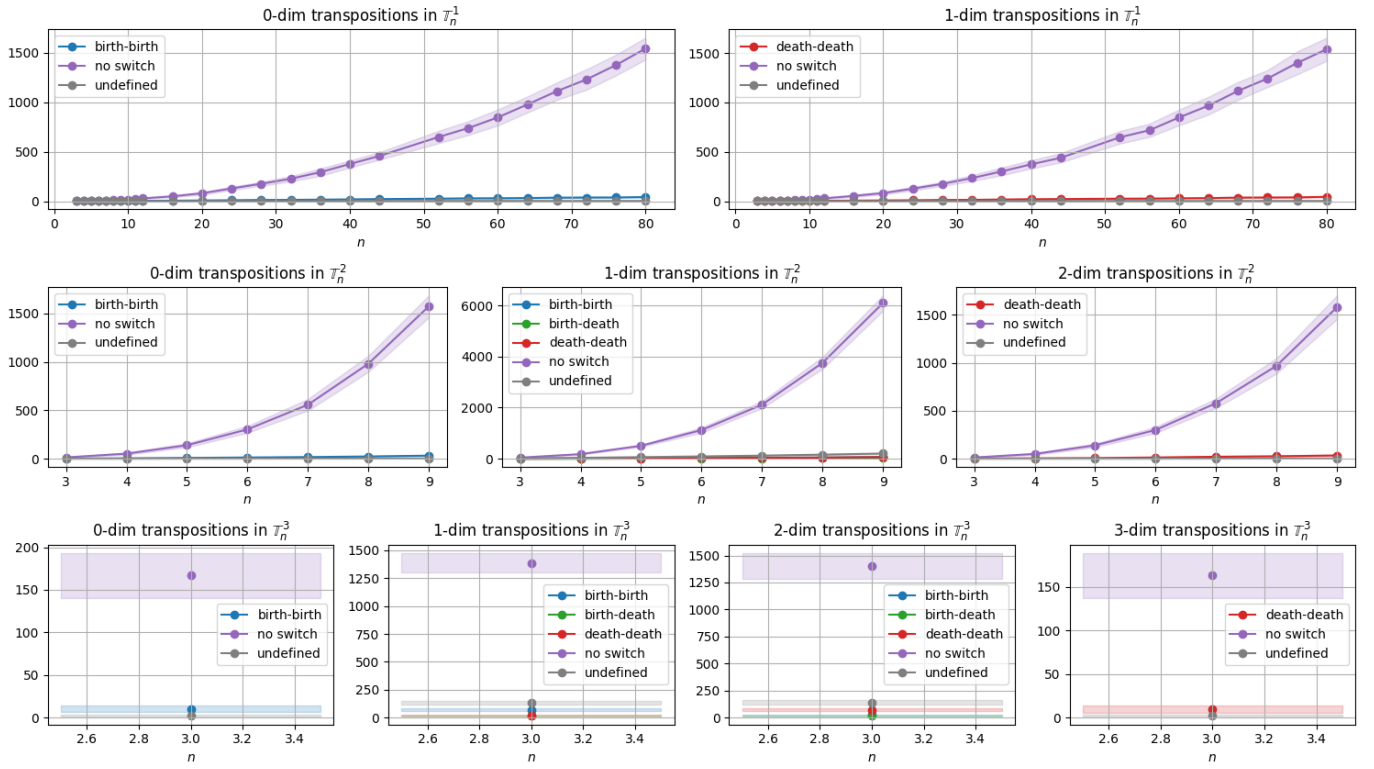 0-dim transpositions in 𝕋ₙ¹
1500
1000
500
0
birth-birth
no switch
undefined
0 10 20 30 40 50 60 70 80
n
1-dim transpositions in 𝕋ₙ¹
1500
1000
500
0
death-death
no switch
undefined
0 10 20 30 40 50 60 70 80
n
0-dim transpositions in 𝕋ₙ²
1500
1000
500
0
birth-birth
no switch
undefined
3 4 5 6 7 8 9
n
1-dim transpositions in 𝕋ₙ²
6000
4000
2000
0
birth-birth
birth-death
death-death
no switch
undefined
3 4 5 6 7 8 9
n
2-dim transpositions in 𝕋ₙ²
1500
1000
500
0
death-death
no switch
undefined
3 4 5 6 7 8 9
n
0-dim transpositions in 𝕋ₙ³
200
150
100
50
0
birth-birth
no switch
undefined
2.6 2.8 3.0 3.2 3.4
n
1-dim transpositions in 𝕋ₙ³
1500
1250
1000
750
500
250
0
birth-birth
birth-death
death-death
no switch
undefined
2.6 2.8 3.0 3.2 3.4
n
2-dim transpositions in 𝕋ₙ³
1500
1250
1000
750
500
250
0
birth-birth
birth-death
death-death
no switch
undefined
2.6 2.8 3.0 3.2 3.4
n
3-dim transpositions in 𝕋ₙ³
150
100
50
0
death-death
no switch
undefined
2.6 2.8 3.0 3.2 3.4
n